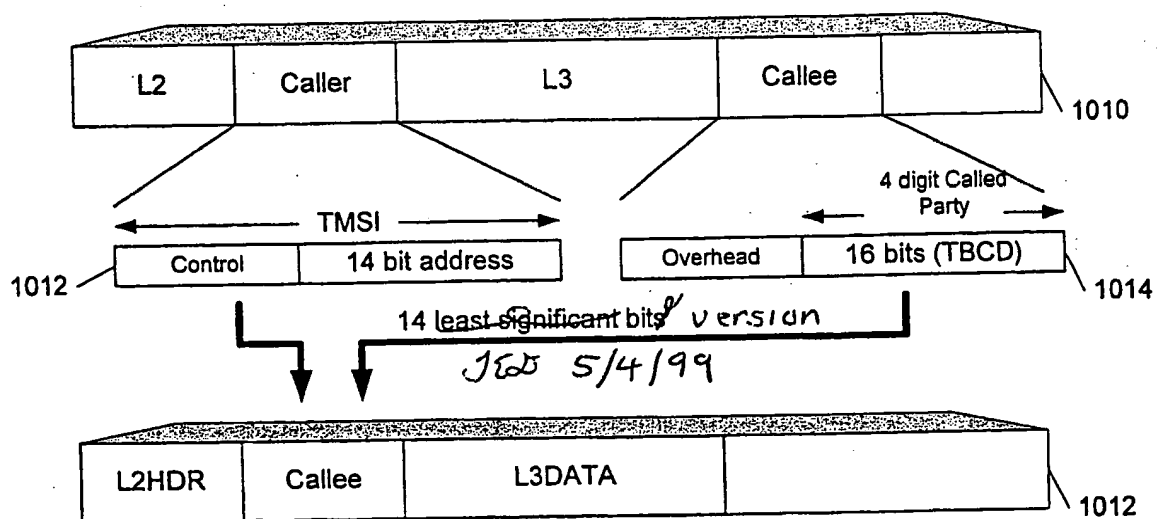 L2 Caller L3 Callee
1010
4 digit Called
Party
TMSI
Control 14 bit address Overhead 16 bits (TBCD)
1012 1014
14 least significant bits version
JED 5/4/99
L2HDR Callee L3DATA
1012